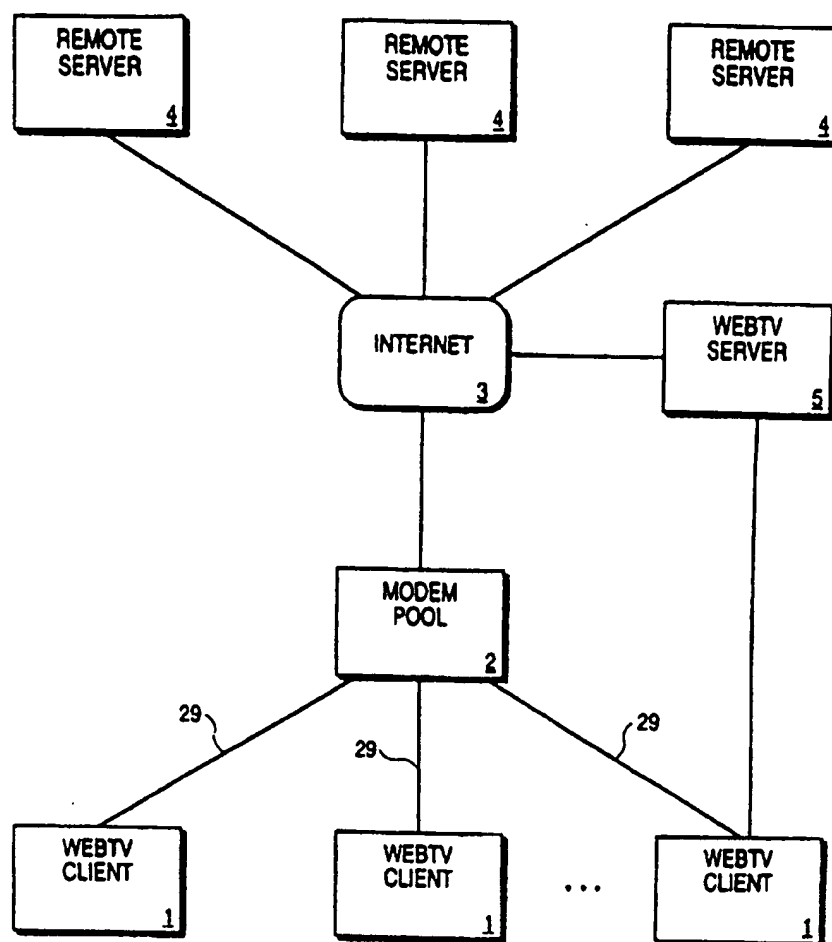 REMOTE
SERVER
4
REMOTE
SERVER
4
REMOTE
SERVER
4
INTERNET
3
WEBTV
SERVER
5
MODEM
POOL
2
29
29
29
WEBTV
CLIENT
1
WEBTV
CLIENT
1
...
WEBTV
CLIENT
1